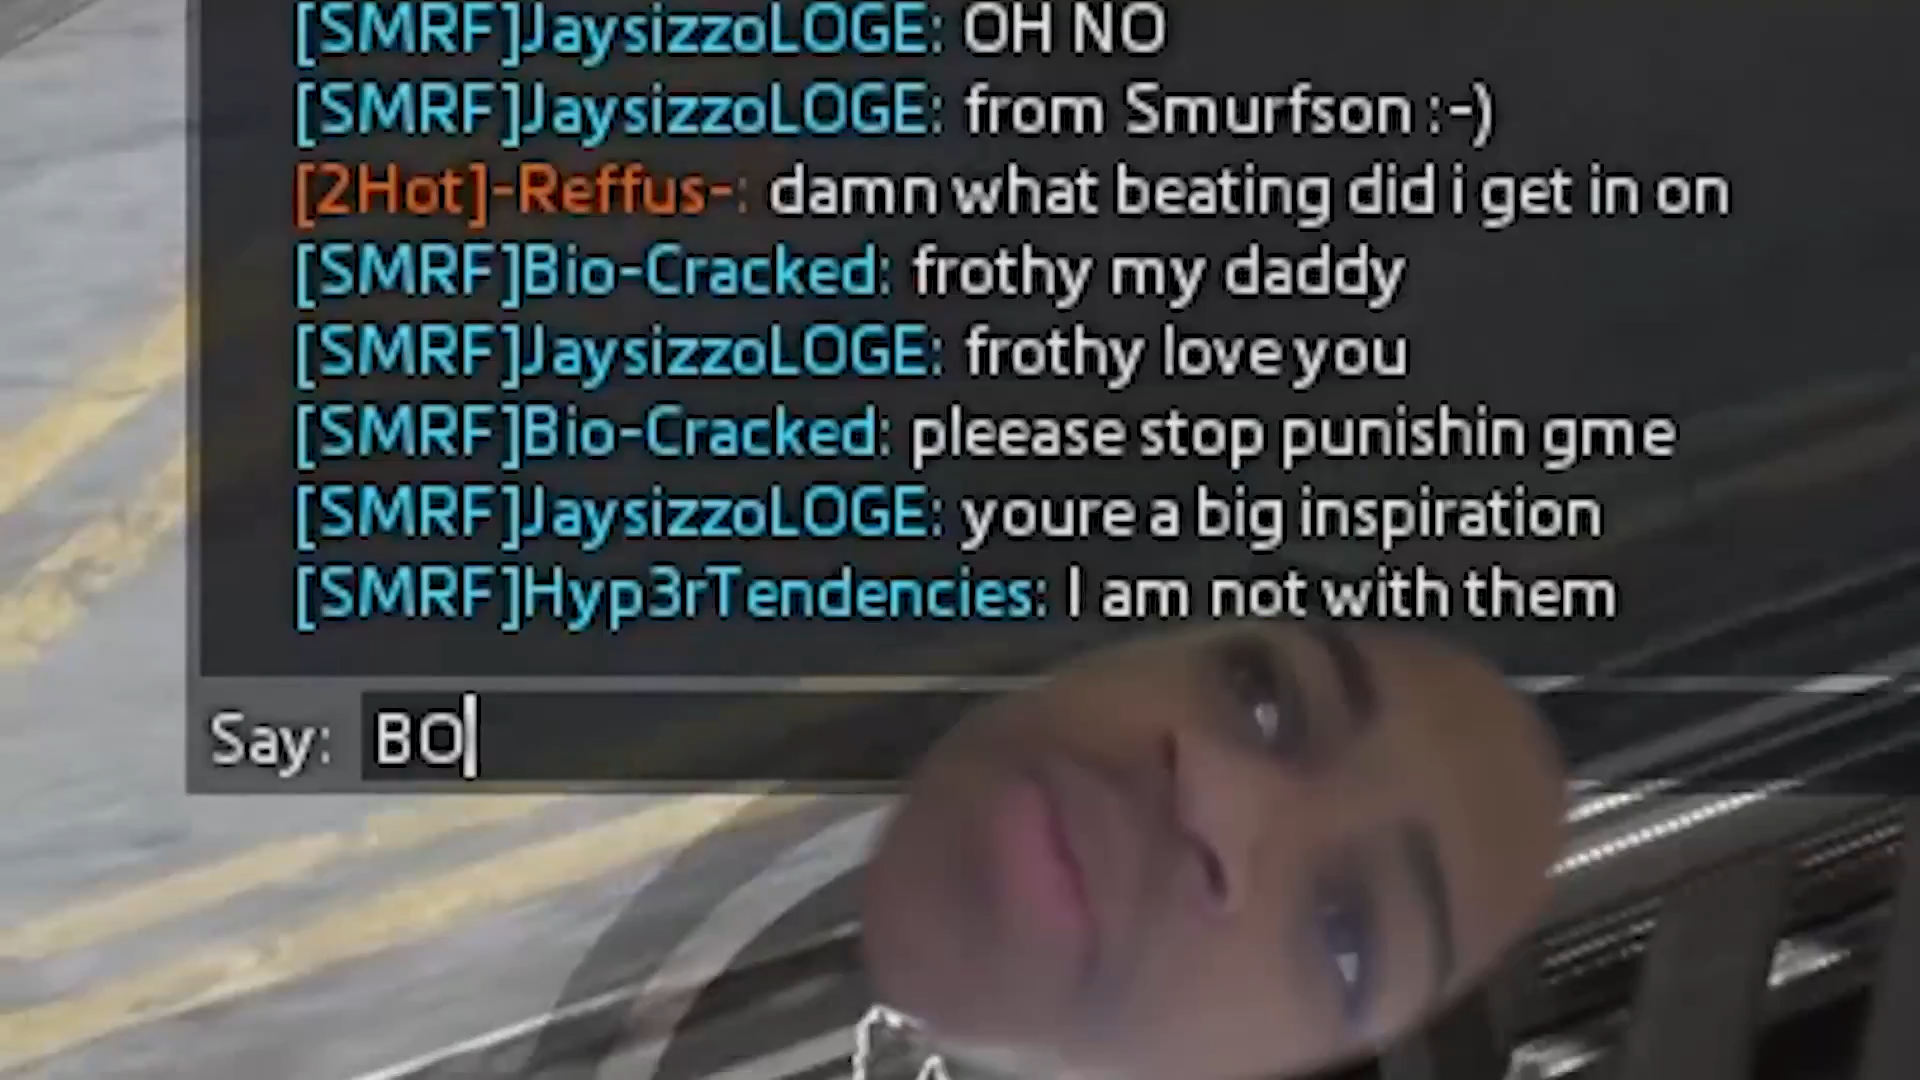 [SMRF]JaysizzoLOGE: OH NO
[SMRF]JaysizzoLOGE: from Smurfson :-)
[2Hot]-Reffus-: damn what beating did i get in on
[SMRF]Bio-Cracked: frothy my daddy
[SMRF]JaysizzoLOGE: frothy love you
[SMRF]Bio-Cracked: pleease stop punishin gme
[SMRF]JaysizzoLOGE: youre a big inspiration
[SMRF]Hyp3rTendencies: I am not with them
Say: BO